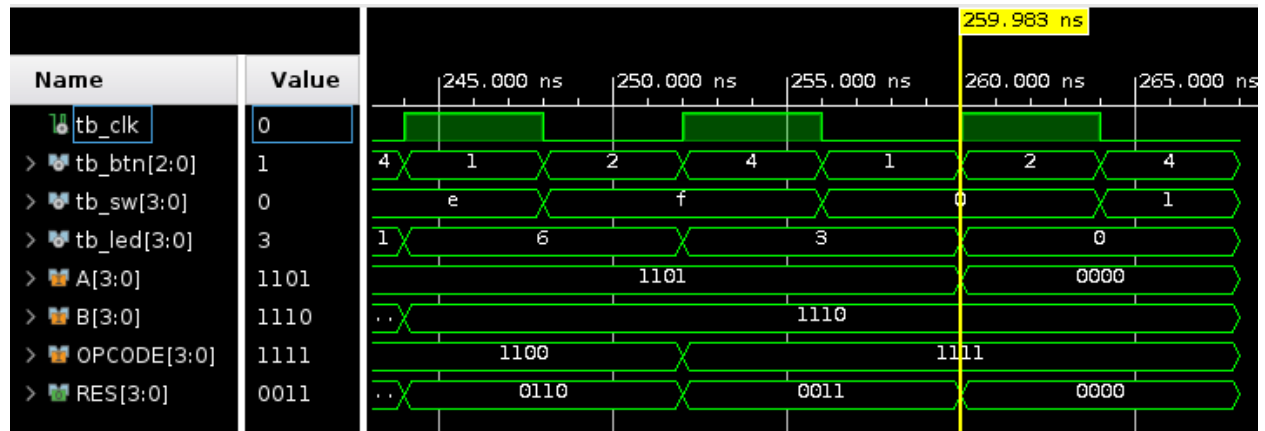 259.983 ns
Name Value 245.000 ns 250.000 ns 255.000 ns 260.000 ns 265.000 ns
tb_clk 0
tb_btn[2:0] 1 4 1 2 4 1 2 4
tb_sw[3:0] 0 e f 0 1
tb_led[3:0] 3 1 6 3 0
A[3:0] 1101 1101 0000
B[3:0] 1110 .. 1110
OPCODE[3:0] 1111 1100 1111
RES[3:0] 0011 .. 0110 0011 0000